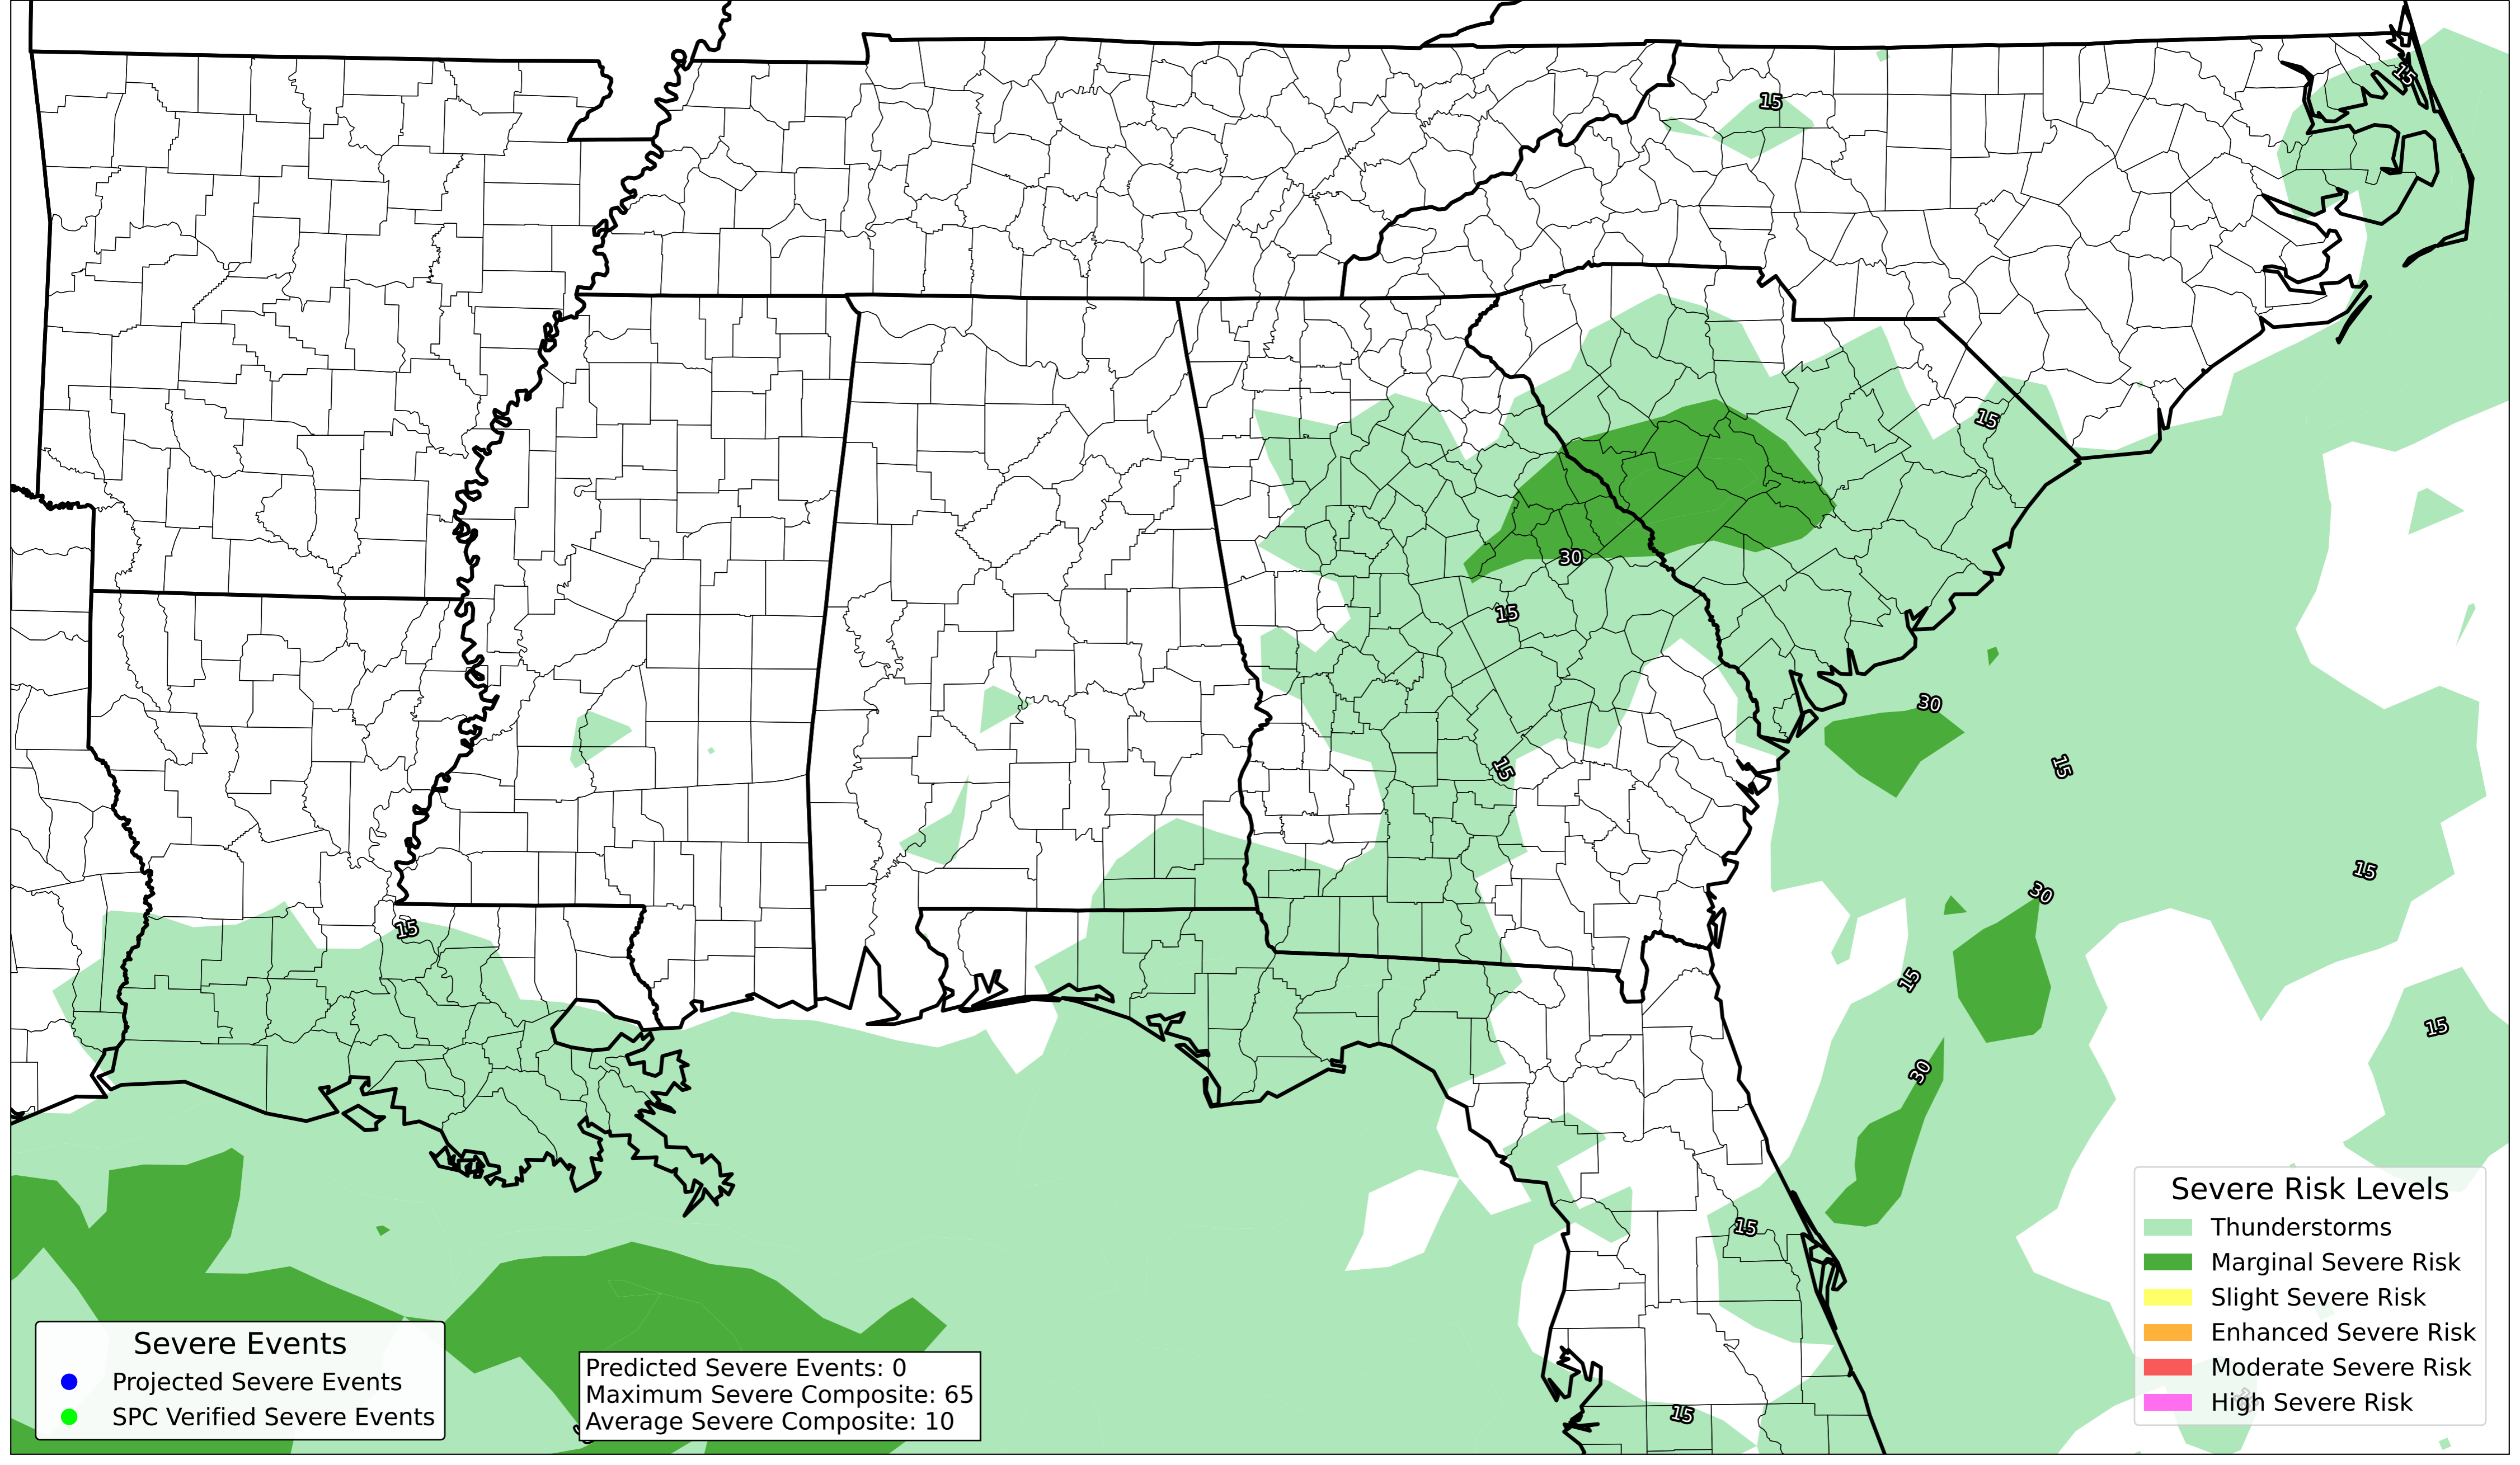 15
15
15
30
15
30
15
15
15
30
15
15
15
30
15
15
Severe Risk Levels
Thunderstorms
Marginal Severe Risk
Slight Severe Risk
Enhanced Severe Risk
Moderate Severe Risk
High Severe Risk
Severe Events
Projected Severe Events
SPC Verified Severe Events
Predicted Severe Events: 0
Maximum Severe Composite: 65
Average Severe Composite: 10